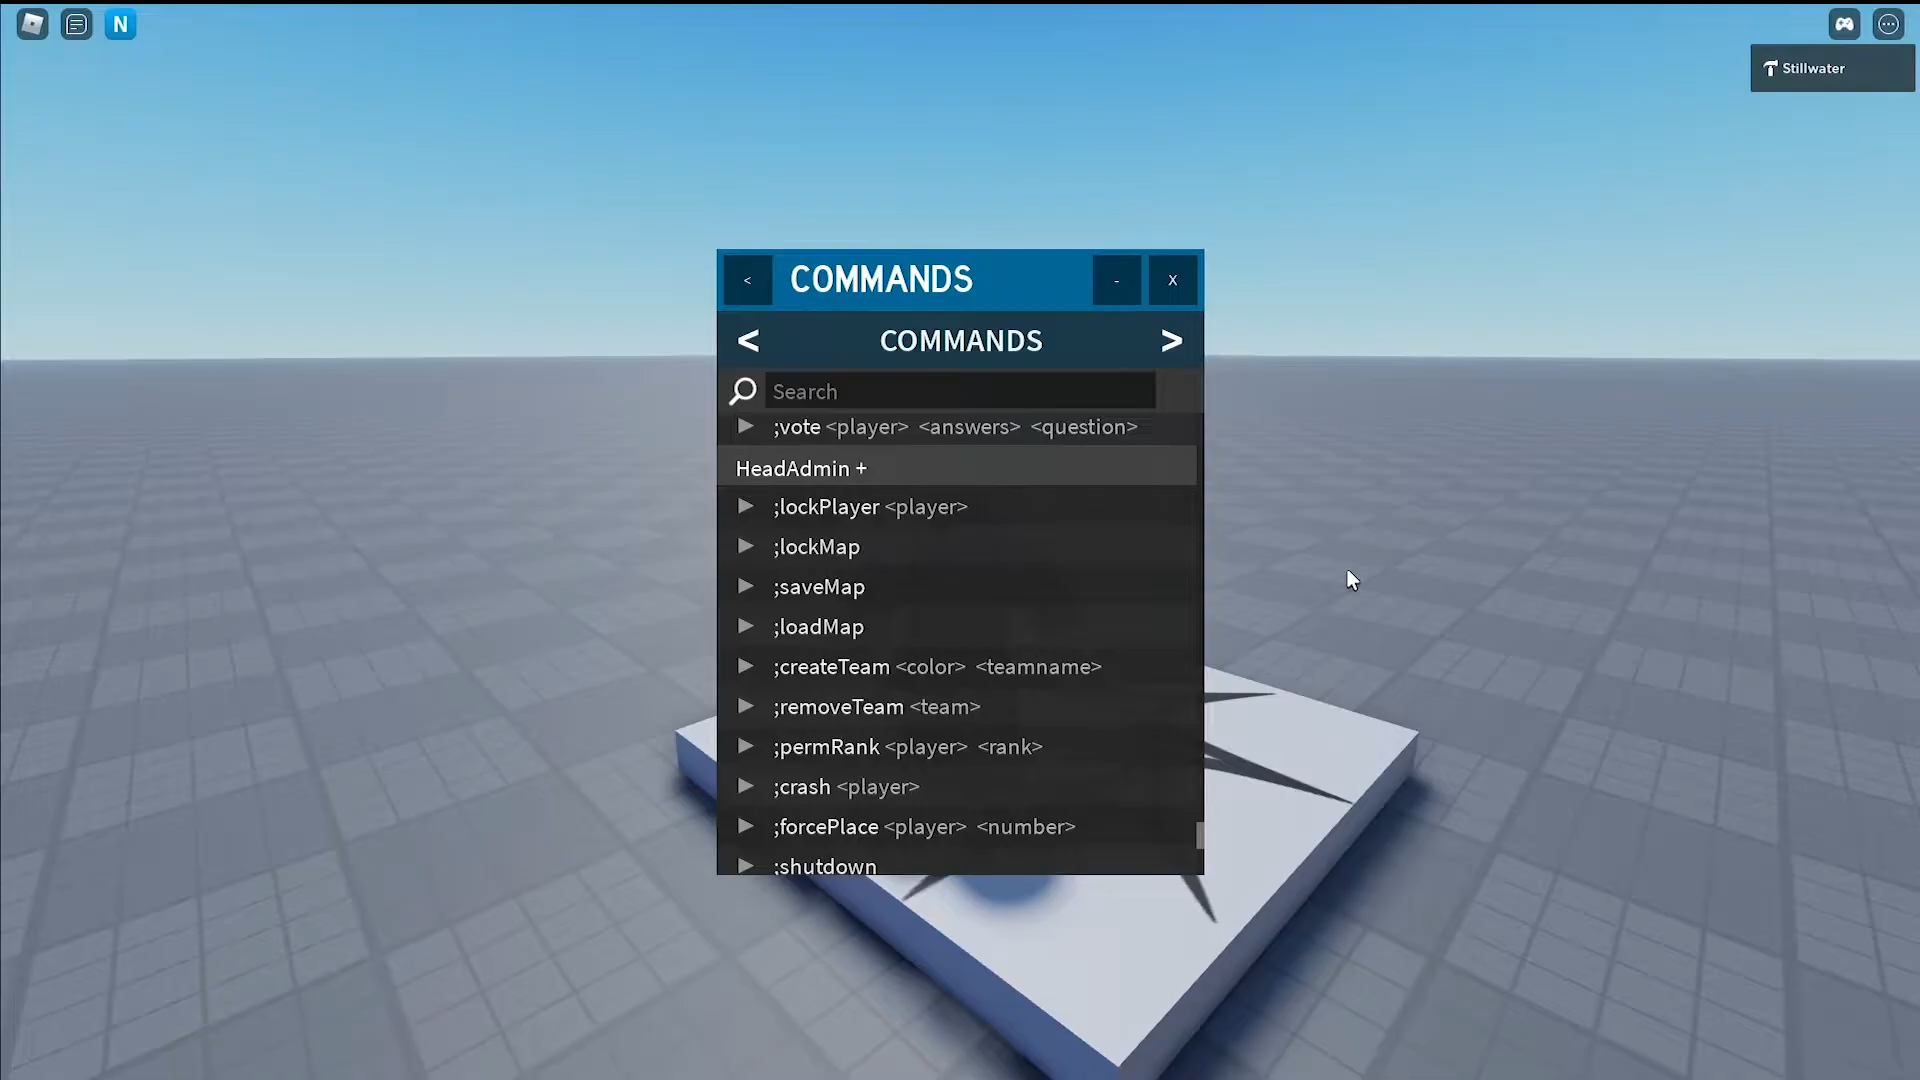 N
Stillwater
< COMMANDS - X
< COMMANDS >
Search
;vote <player> <answers> <question>
HeadAdmin +
;lockPlayer <player>
;lockMap
;saveMap
;loadMap
;createTeam <color> <teamname>
;removeTeam <team>
;permRank <player> <rank>
;crash <player>
;forcePlace <player> <number>
;shutdown